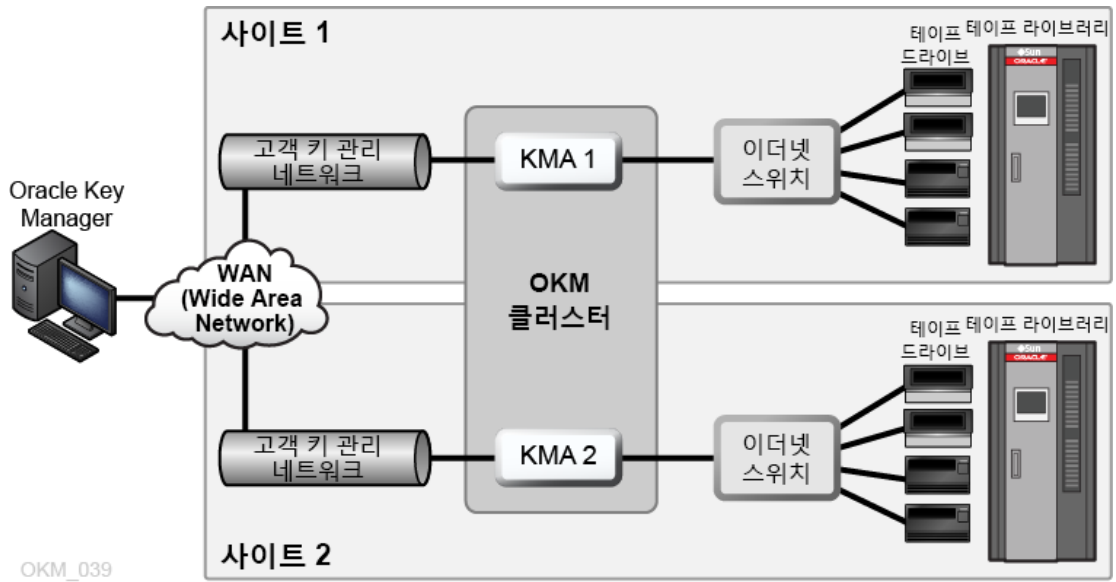 사이트 1
테이프
드라이브
테이프 라이브러리
Sun
ORACLE
고객 키 관리
네트워크
KMA 1
이더넷
스위치
Oracle Key
Manager
WAN
(Wide Area
Network)
OKM
클러스터
테이프
드라이브
테이프 라이브러리
Sun
ORACLE
고객 키 관리
네트워크
KMA 2
이더넷
스위치
사이트 2
OKM_039